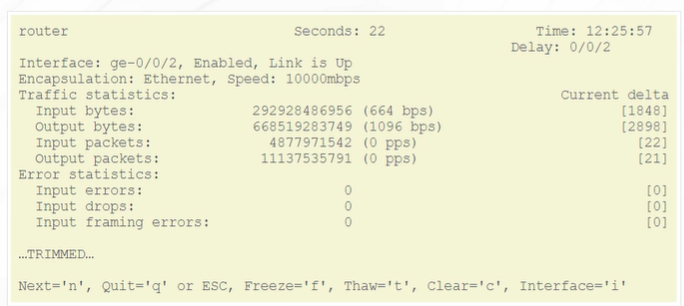 router Seconds: 22 Time: 12:25:57
Delay: 0/0/2
Interface: ge-0/0/2, Enabled, Link is Up
Encapsulation: Ethernet, Speed: 10000mbps
Traffic statistics: Current delta
Input bytes: 292928486956 (664 bps) [1848]
Output bytes: 668519283749 (1096 bps) [2898]
Input packets: 4877971542 (0 pps) [22]
Output packets: 11137535791 (0 pps) [21]
Error statistics:
Input errors: 0 [0]
Input drops: 0 [0]
Input framing errors: 0 [0]
…TRIMMED…
Next='n', Quit='q' or ESC, Freeze='f', Thaw='t', Clear='c', Interface='i'